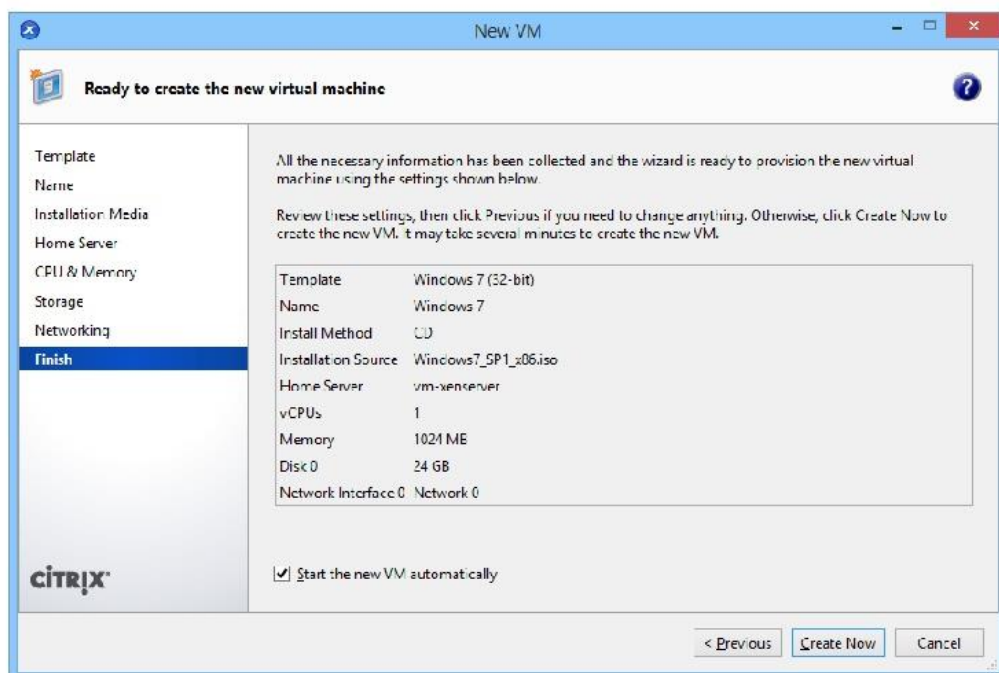 New VM
Ready to create the new virtual machine
Template
Name
Installation Media
Home Server
CPU & Memory
Storage
Networking
Finish
CİTRIX
All the necessary information has been collected and the wizard is ready to provision the new virtual
machine using the settings shown below.
Review these settings, then click Previous if you need to change anything. Otherwise, click Create Now to
create the new VM. It may take several minutes to create the new VM.
Template Windows 7 (32-bit)
Name Windows 7
Install Method CD
Installation Source Windows7_SP1_x86.iso
Home Server vm-xenserver
vCPUs 1
Memory 1024 MB
Disk 0 24 GB
Network Interface 0 Network 0
Start the new VM automatically
< Previous
Create Now
Cancel